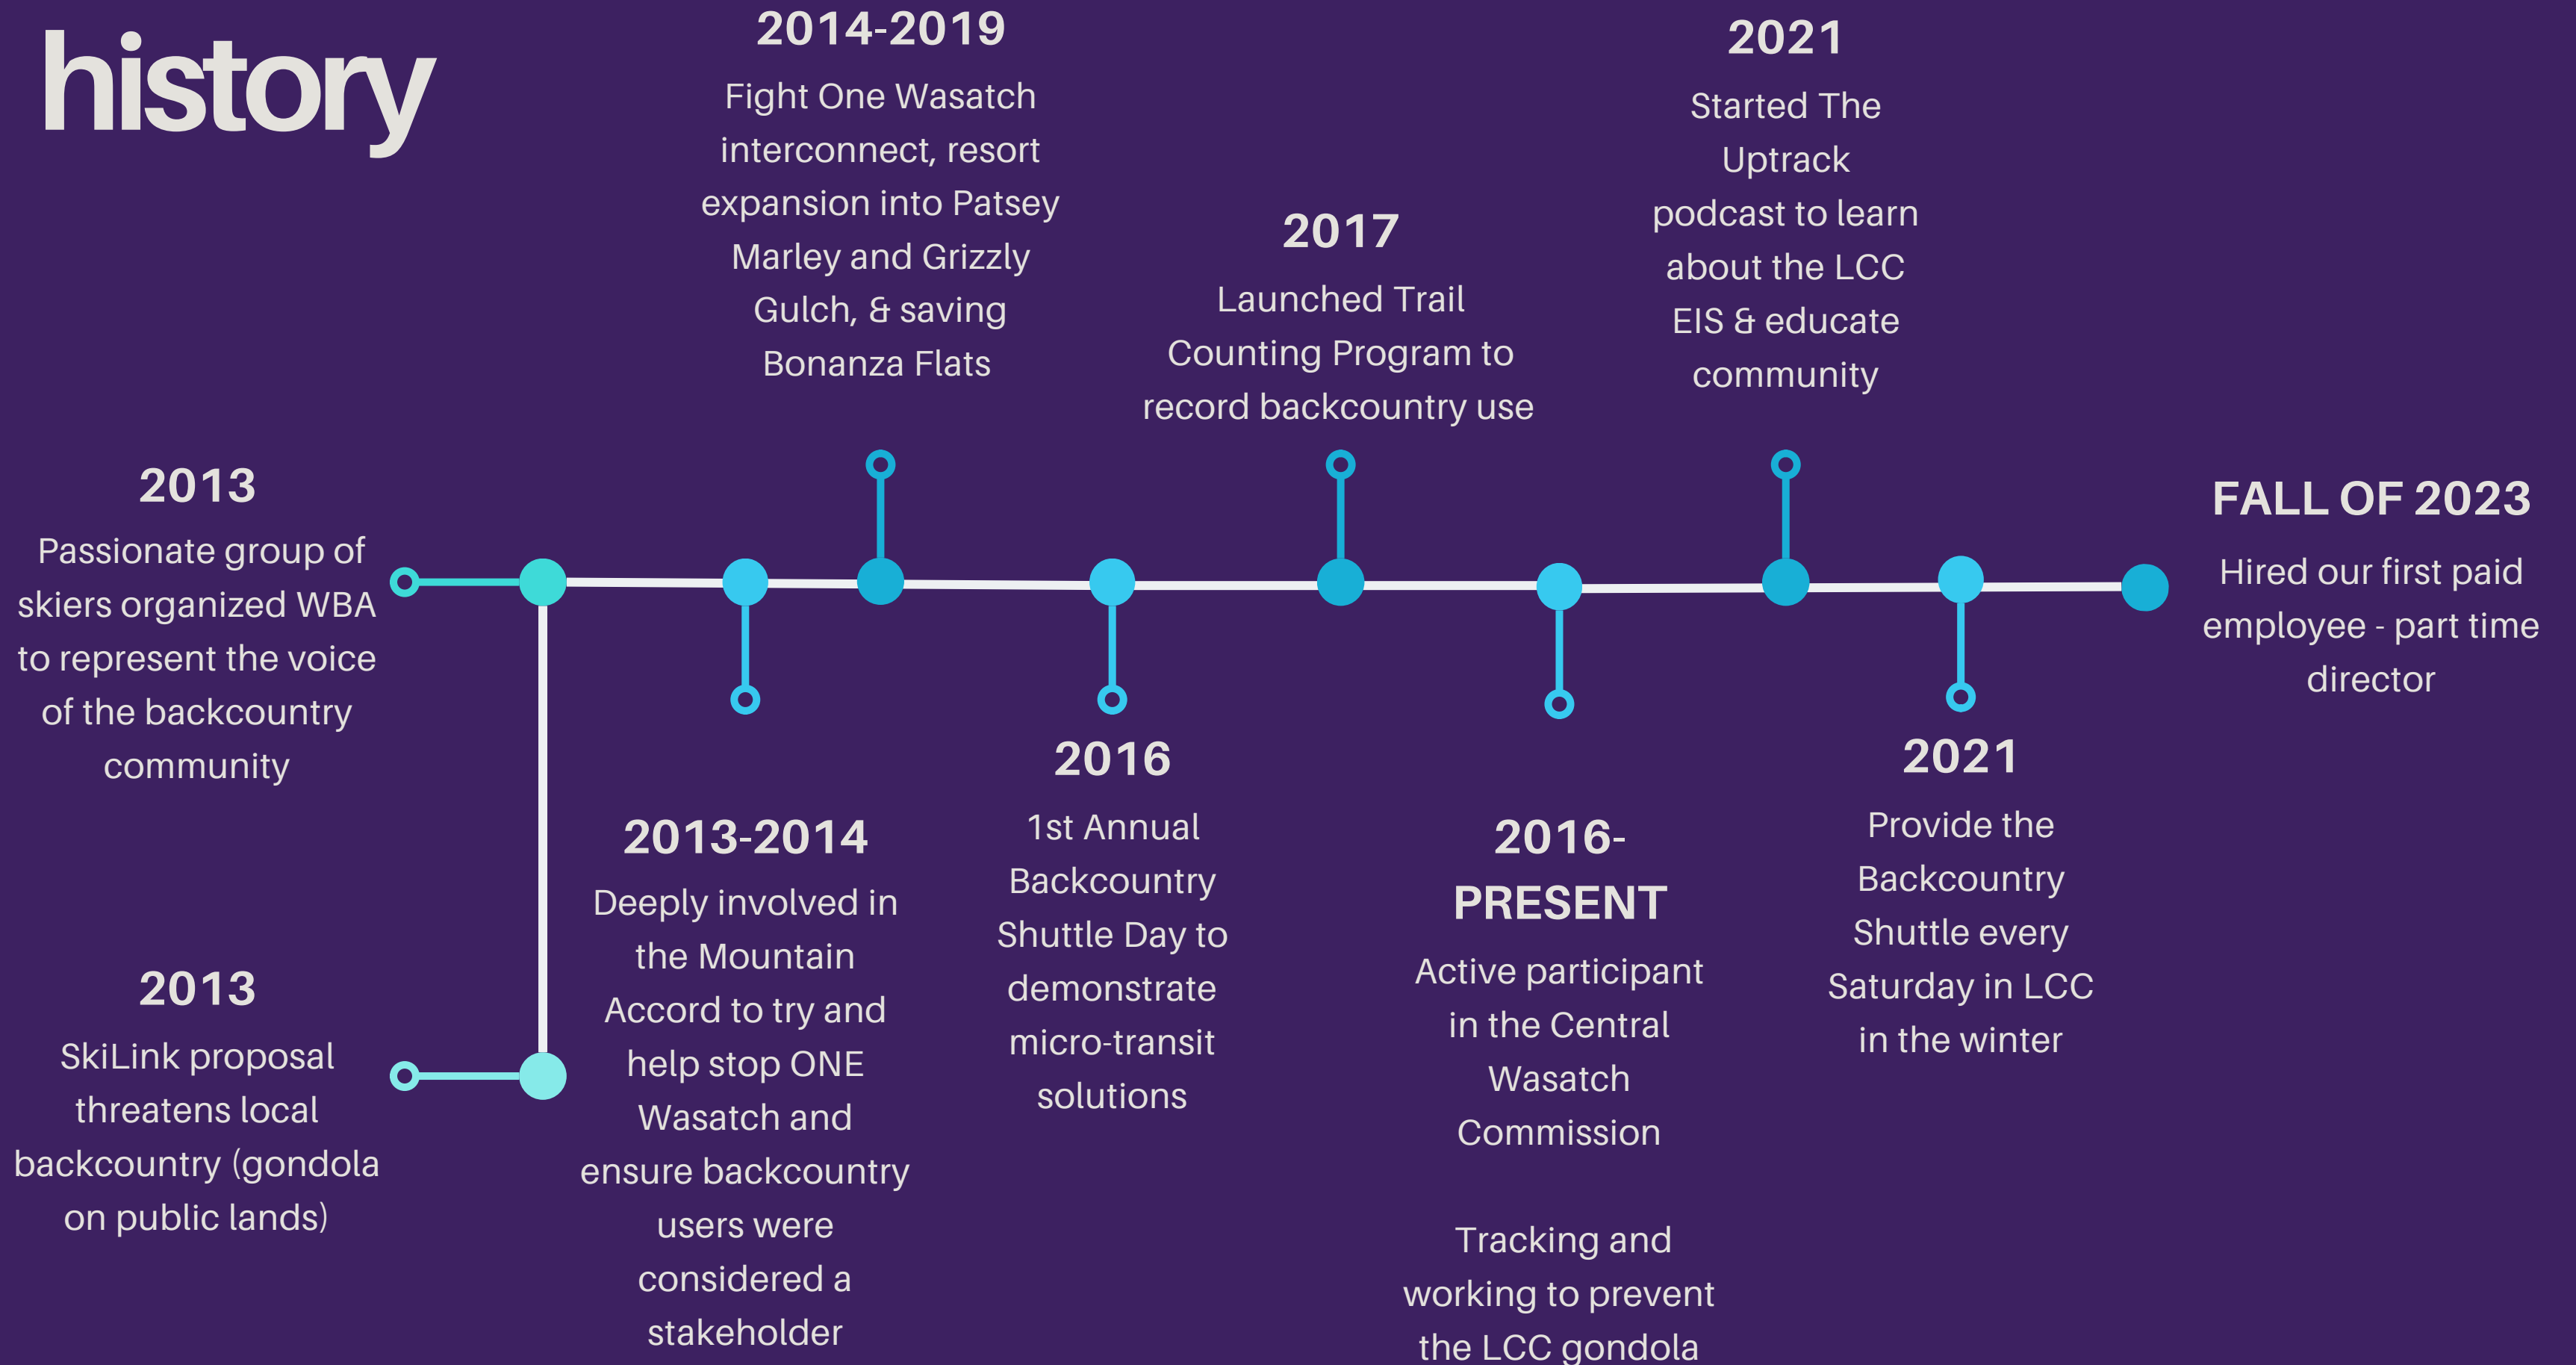 history
2013
SkiLink proposal
threatens local
backcountry (gondola
on public lands)
2013
Passionate group of
skiers organized WBA
to represent the voice
of the backcountry
community
2013-2014
Deeply involved in
the Mountain
Accord to try and
help stop ONE
Wasatch and
ensure backcountry
users were
considered a
stakeholder
2014-2019
Fight One Wasatch
interconnect, resort
expansion into Patsey
Marley and Grizzly
Gulch, & saving
Bonanza Flats
2016
1st Annual
Backcountry
Shuttle Day to
demonstrate
micro-transit
solutions
2017
Launched Trail
Counting Program to
record backcountry use
2016-
PRESENT
Active participant
in the Central
Wasatch
Commission
Tracking and
working to prevent
the LCC gondola
2021
Started The
Uptrack
podcast to learn
about the LCC
EIS & educate
community
2021
Provide the
Backcountry
Shuttle every
Saturday in LCC
in the winter
FALL OF 2023
Hired our first paid
employee - part time
director